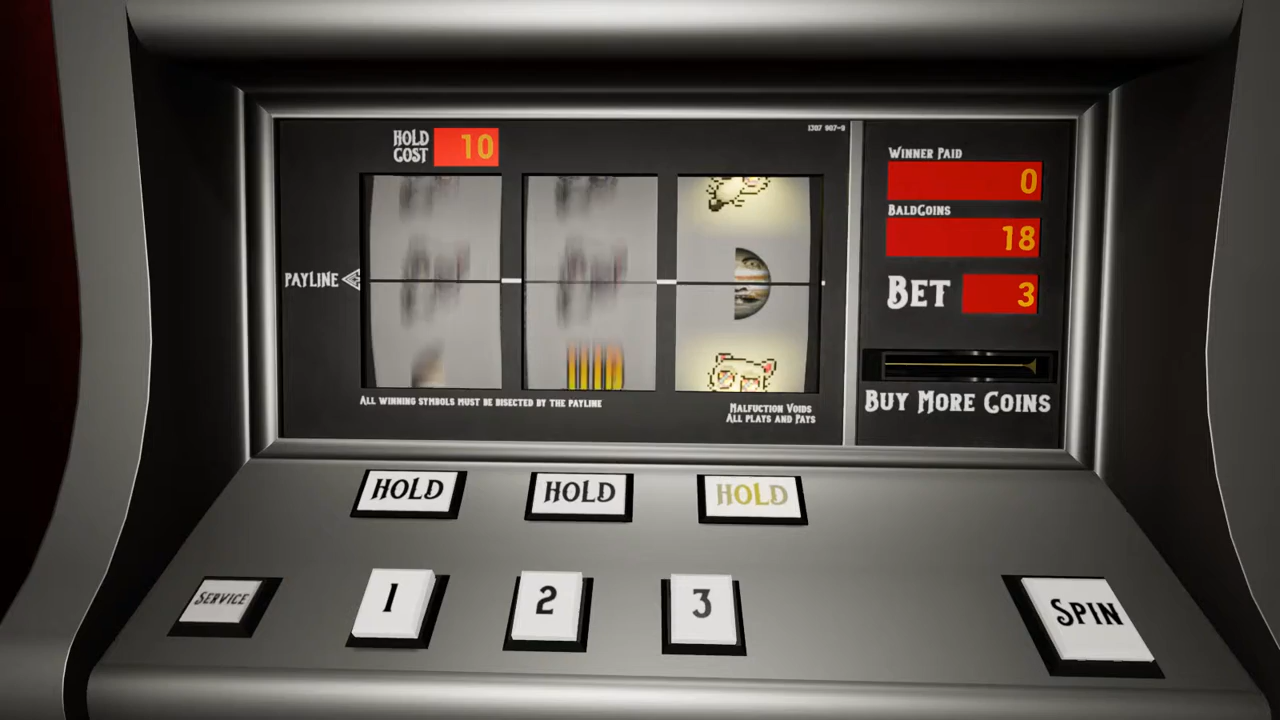 HOLD
COST 10
1307 907-9
WINNER PAID
0
BALDCOINS
18
BET 3
PAYLINE
BUY MORE COINS
ALL WINNING SYMBOLS MUST BE BISECTED BY THE PAYLINE
MALFUCTION VOIDS
ALL PLAYS AND PAYS
HOLD HOLD HOLD
SERVICE 1 2 3 SPIN